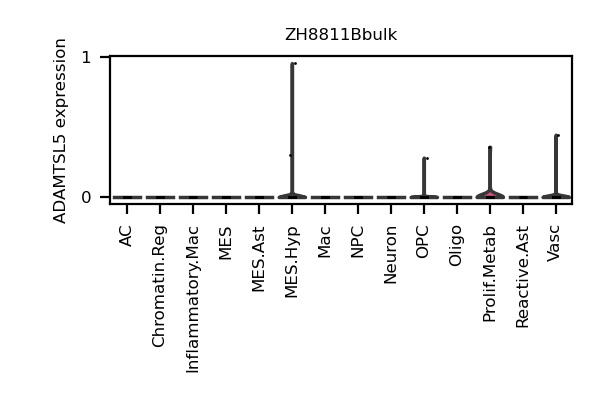 ZH8811Bbulk
ADAMTSL5 expression
1
0
AC
Chromatin.Reg
Inflammatory.Mac
MES
MES.Ast
MES.Hyp
Mac
NPC
Neuron
OPC
Oligo
Prolif.Metab
Reactive.Ast
Vasc